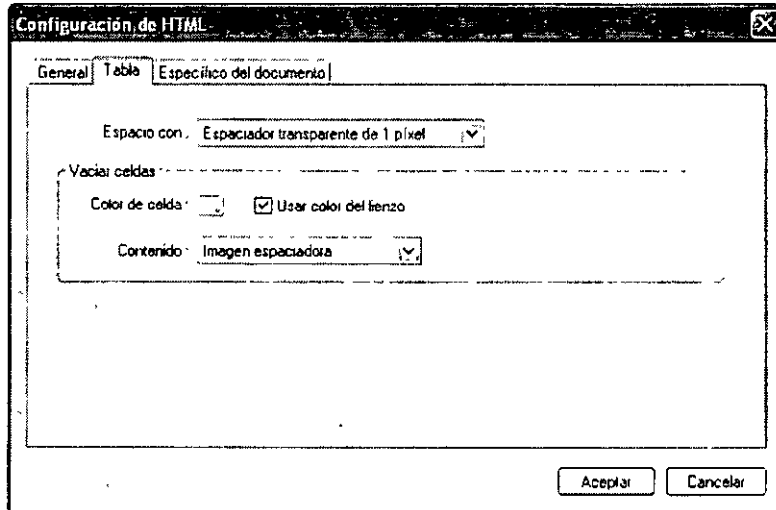 Configuración de HTML
General Tabla Específico del documento
Espacio con: Espaciador transparente de 1 píxel
Vaciar celdas
Color de celda: Usar color del lienzo
Contenido: Imagen espaciadora
Aceptar Cancelar